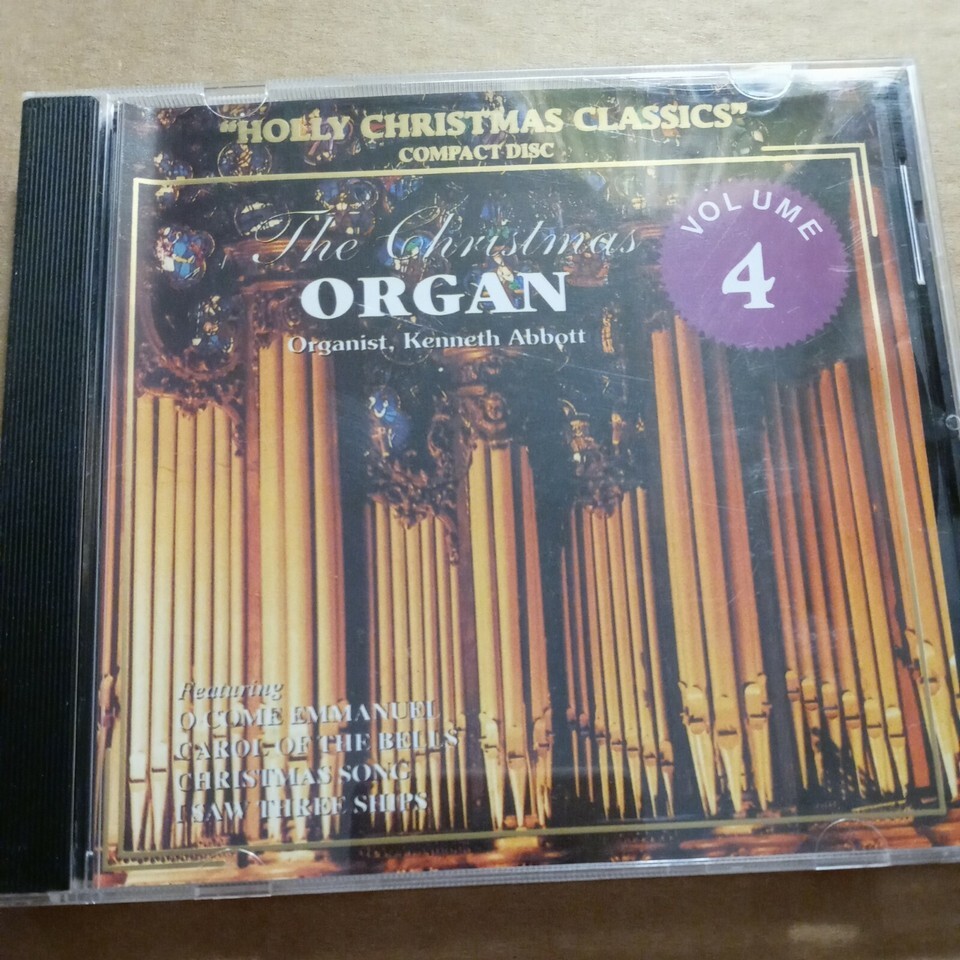 "HOLLY CHRISTMAS CLASSICS"
COMPACT DISC
VOLUME
4
The Christmas
ORGAN
Organist, Kenneth Abbott
Featuring
O COME EMMANUEL
CAROL OF THE BELLS
CHRISTMAS SONG
I SAW THREE SHIPS